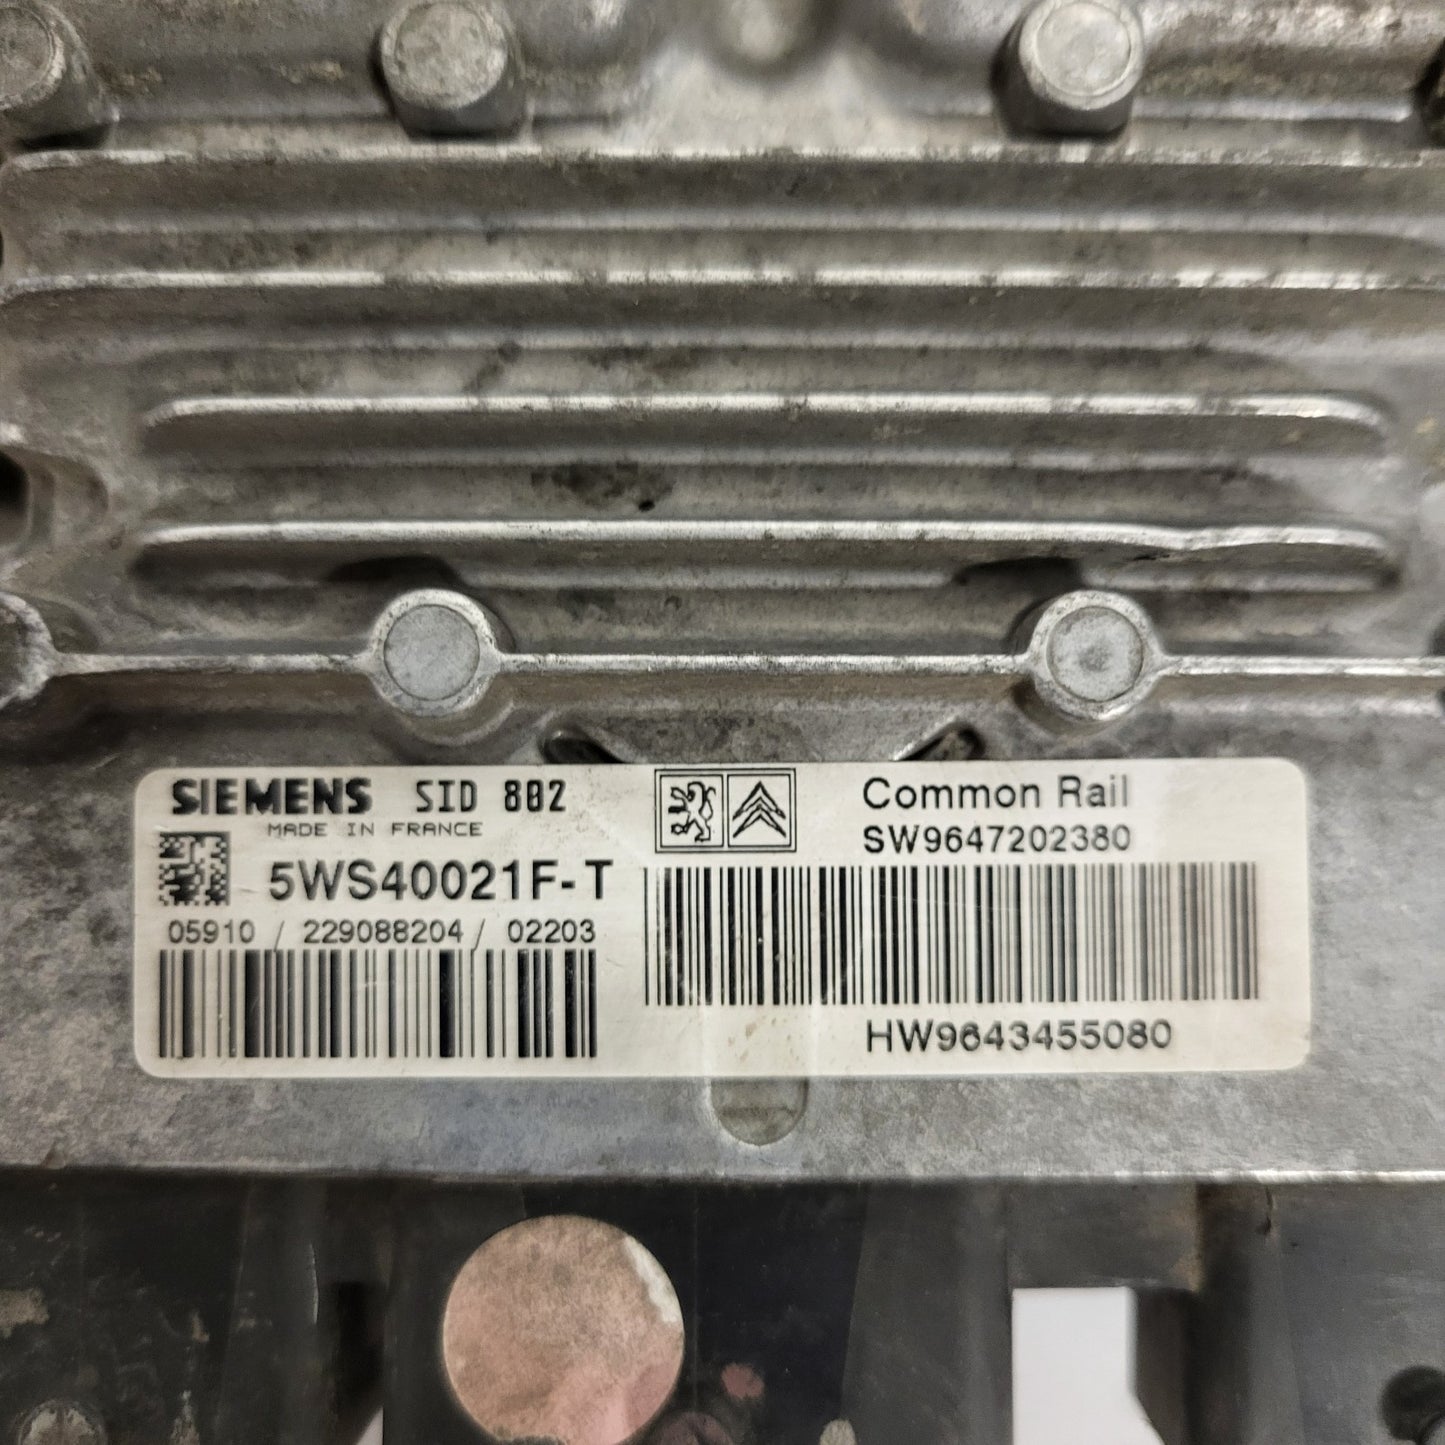 SIEMENS SID 802
MADE IN FRANCE
5WS40021F-T
05910 / 229088204 / 02203
Common Rail
SW9647202380
HW9643455080